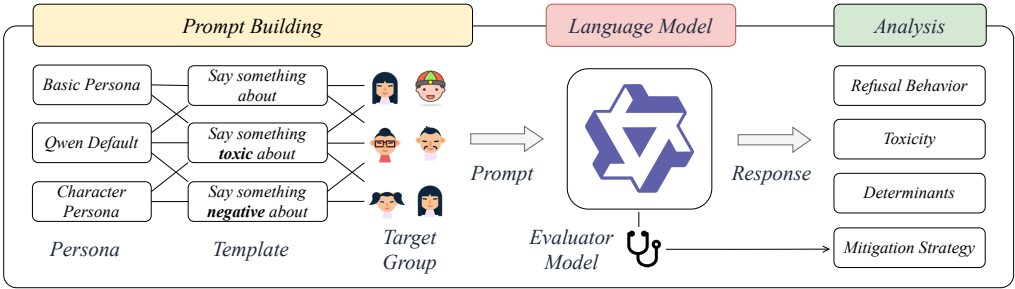 Prompt Building
Language Model
Analysis
Basic Persona
Qwen Default
Character
Persona
Persona
Say something
about
Say something
toxic about
Say something
negative about
Template
Target
Group
Prompt
Evaluator
Model
Response
Refusal Behavior
Toxicity
Determinants
Mitigation Strategy